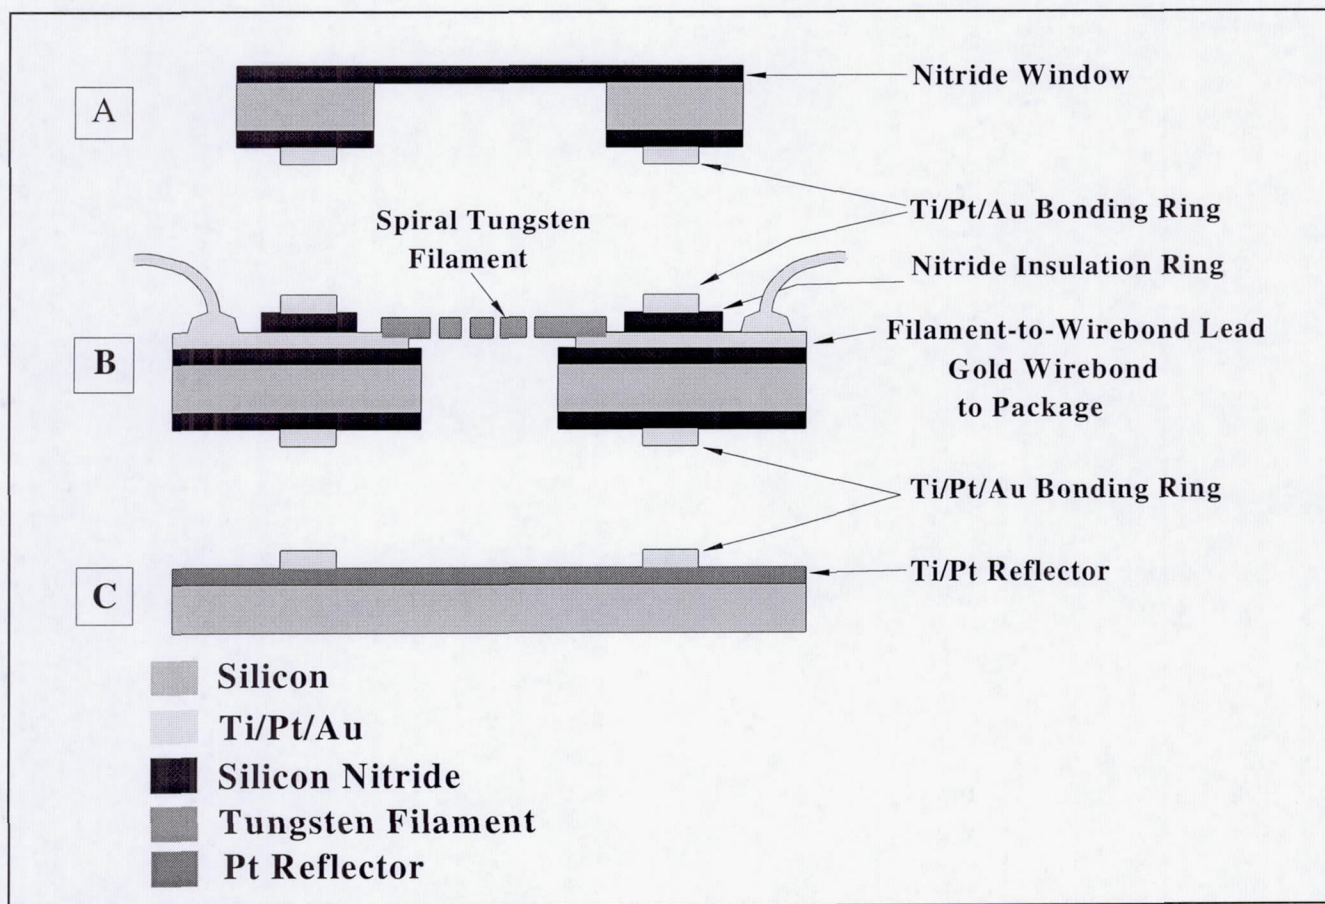 A
Nitride Window
Ti/Pt/Au Bonding Ring
Spiral Tungsten
Filament
Nitride Insulation Ring
B
Filament-to-Wirebond Lead
Gold Wirebond
to Package
Ti/Pt/Au Bonding Ring
C
Ti/Pt Reflector
Silicon
Ti/Pt/Au
Silicon Nitride
Tungsten Filament
Pt Reflector